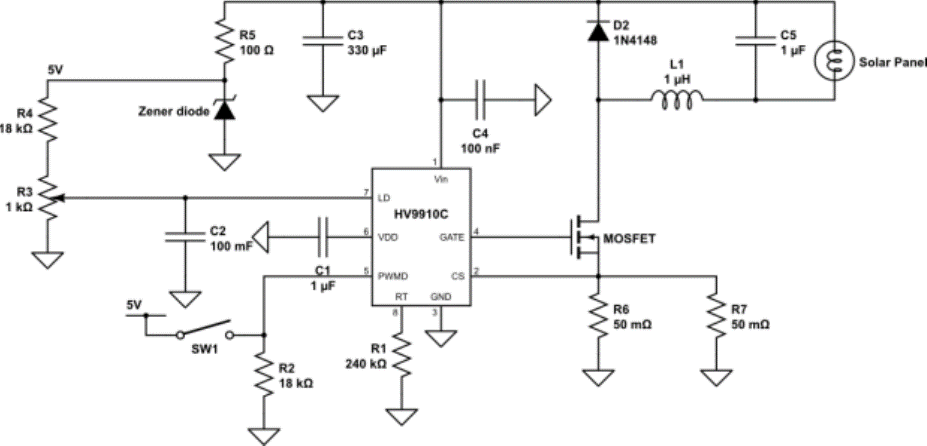 R5
100 Ω
C3
330 μF
D2
1N4148
C5
1 μF
Solar Panel
L1
1 μH
5V
Zener diode
R4
18 kΩ
C4
100 nF
1
Vin
R3
1 kΩ
7
LD
HV9910C
C2
100 mF
6
VDD
GATE
4
MOSFET
C1
1 μF
5
PWMD
CS
2
RT
GND
8
3
5V
SW1
R1
240 kΩ
R2
18 kΩ
R6
50 mΩ
R7
50 mΩ